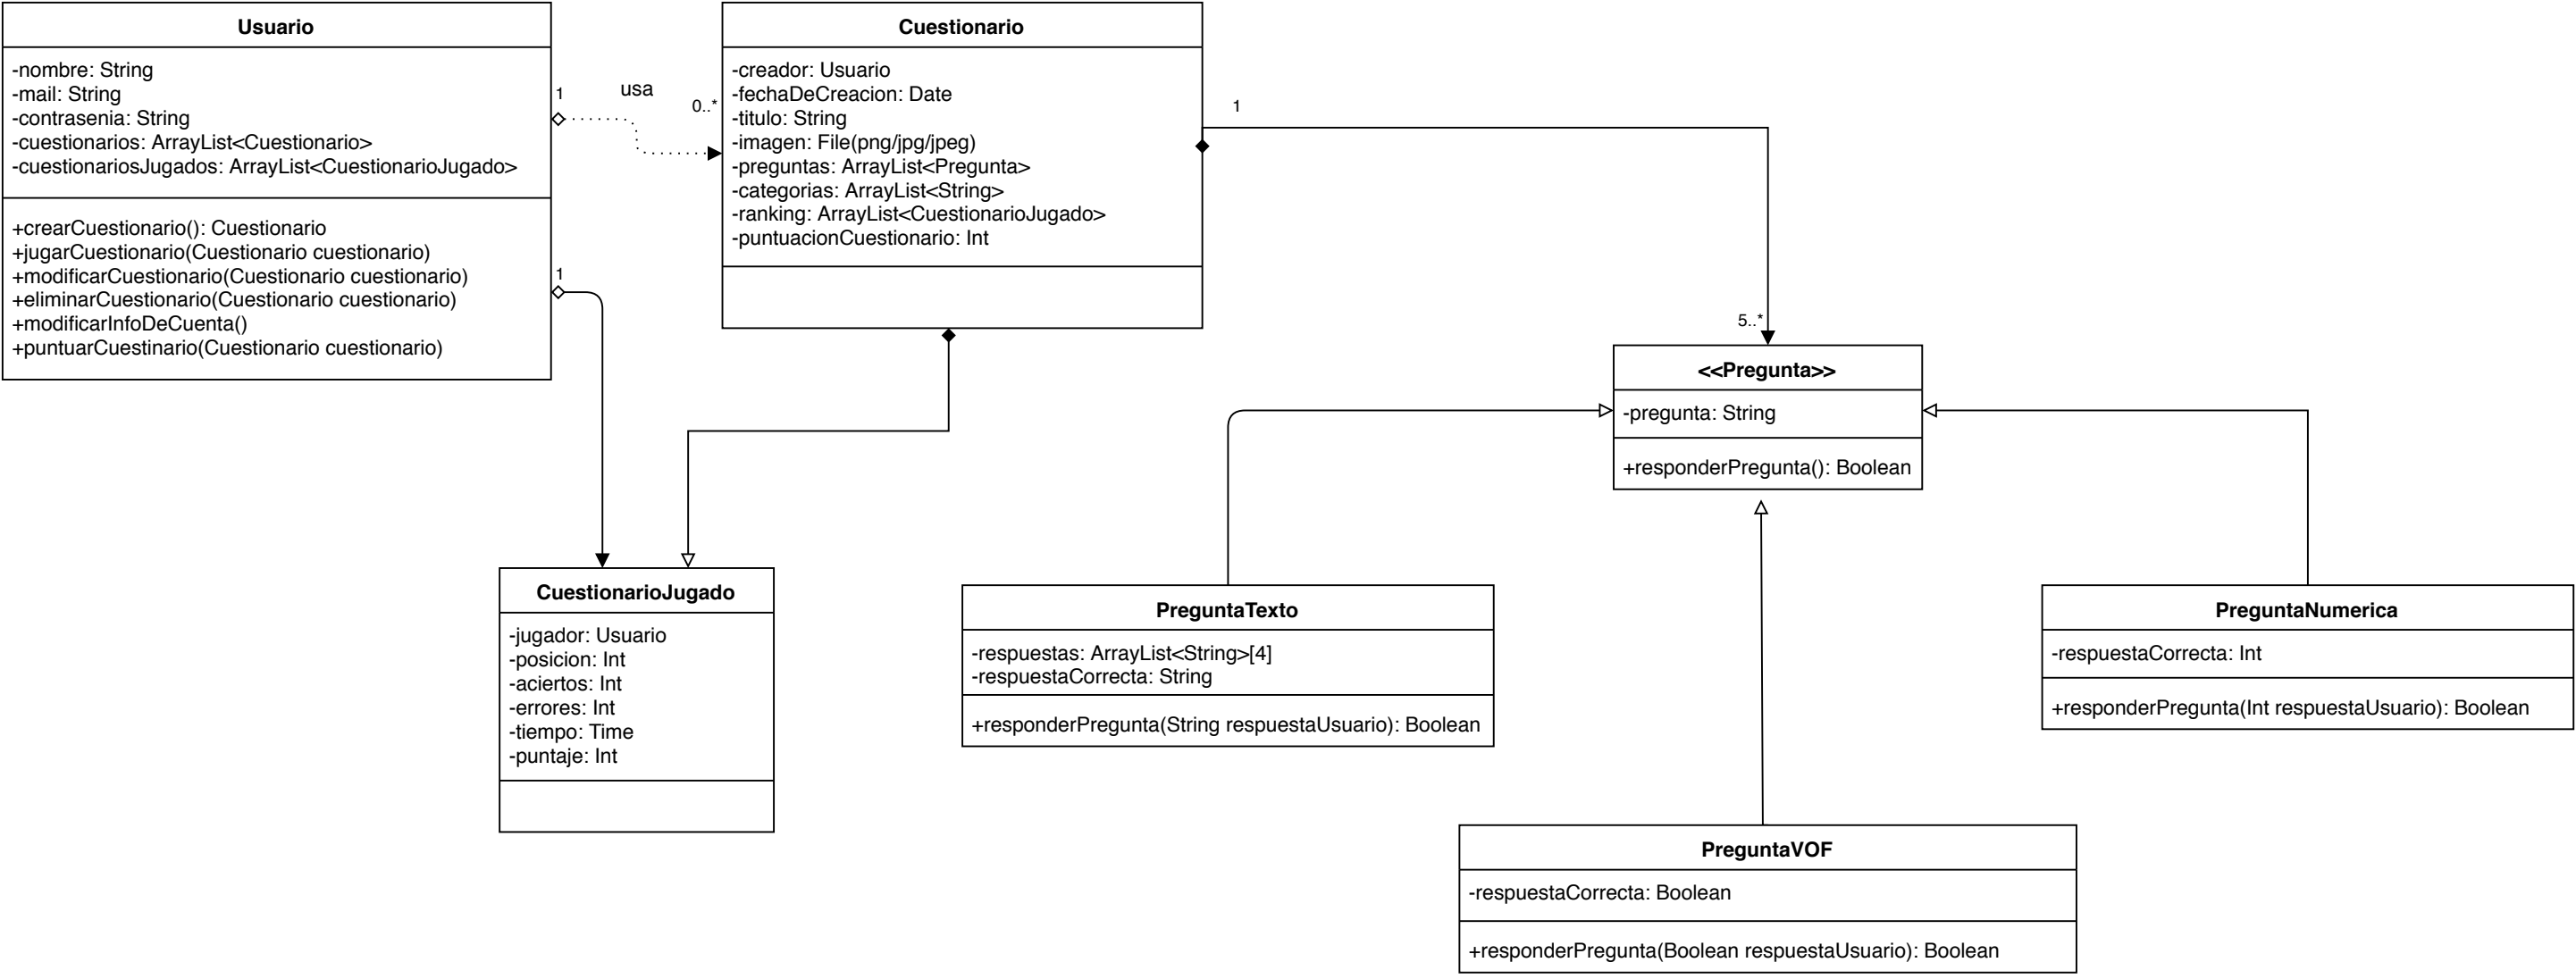 Usuario
-nombre: String
-mail: String
-contrasenia: String
-cuestionarios: ArrayList<Cuestionario>
-cuestionariosJugados: ArrayList<CuestionarioJugado>
+crearCuestionario(): Cuestionario
+jugarCuestionario(Cuestionario cuestionario)
+modificarCuestionario(Cuestionario cuestionario)
+eliminarCuestionario(Cuestionario cuestionario)
+modificarInfoDeCuenta()
+puntuarCuestinario(Cuestionario cuestionario)
1
usa
0..*
1
Cuestionario
-creador: Usuario
-fechaDeCreacion: Date
-titulo: String
-imagen: File(png/jpg/jpeg)
-preguntas: ArrayList<Pregunta>
-categorias: ArrayList<String>
-ranking: ArrayList<CuestionarioJugado>
-puntuacionCuestionario: Int
1
5..*
<<Pregunta>>
-pregunta: String
+responderPregunta(): Boolean
CuestionarioJugado
-jugador: Usuario
-posicion: Int
-aciertos: Int
-errores: Int
-tiempo: Time
-puntaje: Int
PreguntaTexto
-respuestas: ArrayList<String>[4]
-respuestaCorrecta: String
+responderPregunta(String respuestaUsuario): Boolean
PreguntaNumerica
-respuestaCorrecta: Int
+responderPregunta(Int respuestaUsuario): Boolean
PreguntaVOF
-respuestaCorrecta: Boolean
+responderPregunta(Boolean respuestaUsuario): Boolean